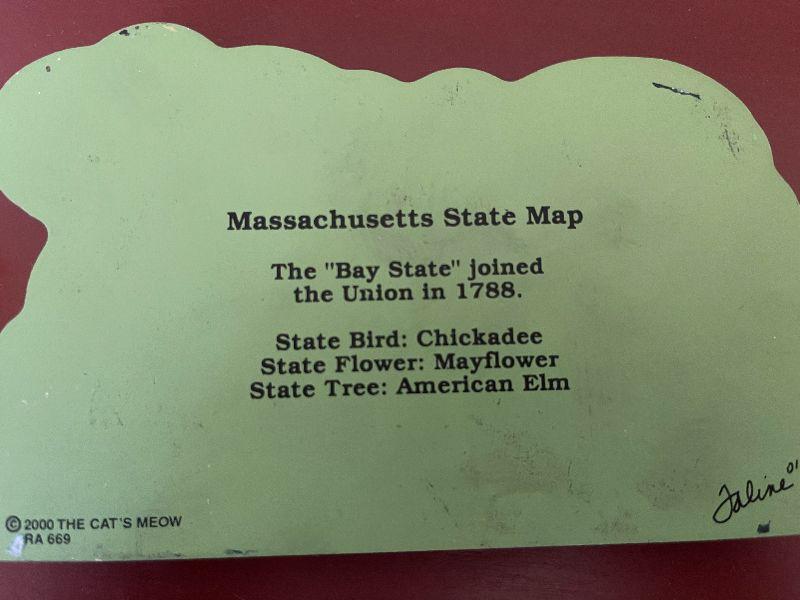 Massachusetts State Map
The "Bay State" joined
the Union in 1788.
State Bird: Chickadee
State Flower: Mayflower
State Tree: American Elm
Faline 01
© 2000 THE CAT'S MEOW
RA 669